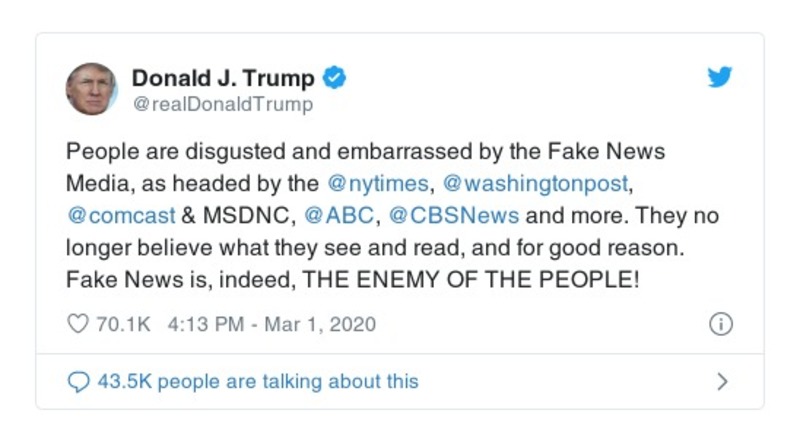 Donald J. Trump
@realDonaldTrump
People are disgusted and embarrassed by the Fake News
Media, as headed by the @nytimes, @washingtonpost,
@comcast & MSDNC, @ABC, @CBSNews and more. They no
longer believe what they see and read, and for good reason.
Fake News is, indeed, THE ENEMY OF THE PEOPLE!
70.1K 4:13 PM - Mar 1, 2020
43.5K people are talking about this